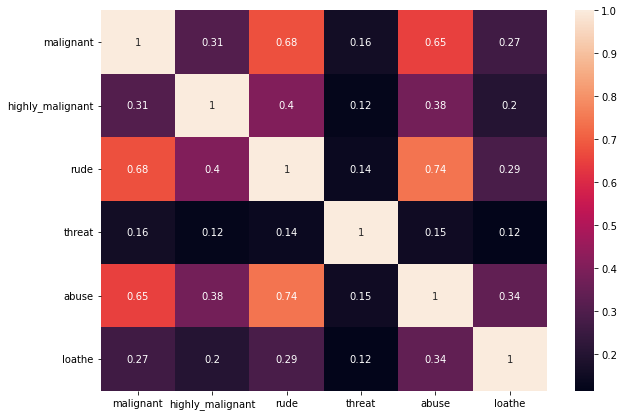 malignant 1 0.31 0.68 0.16 0.65 0.27
highly_malignant 0.31 1 0.4 0.12 0.38 0.2
rude 0.68 0.4 1 0.14 0.74 0.29
threat 0.16 0.12 0.14 1 0.15 0.12
abuse 0.65 0.38 0.74 0.15 1 0.34
loathe 0.27 0.2 0.29 0.12 0.34 1
malignant highly_malignant rude threat abuse loathe
1.0
0.9
0.8
0.7
0.6
0.5
0.4
0.3
0.2